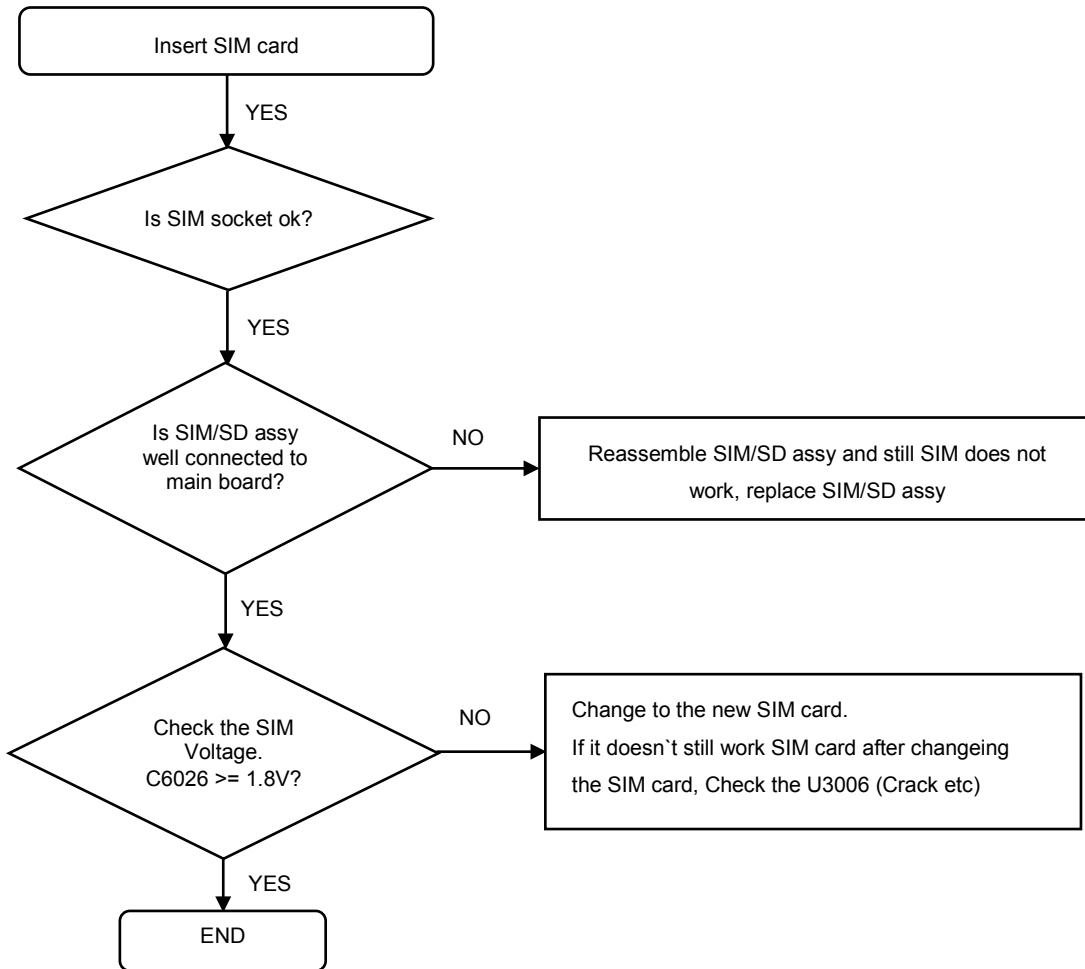 Insert SIM card
YES
Is SIM socket ok?
YES
Is SIM/SD assy
well connected to
main board?
NO
Reassemble SIM/SD assy and still SIM does not
work, replace SIM/SD assy
YES
Check the SIM
Voltage.
C6026 >= 1.8V?
NO
Change to the new SIM card.
If it doesn`t still work SIM card after changeing
the SIM card, Check the U3006 (Crack etc)
YES
END